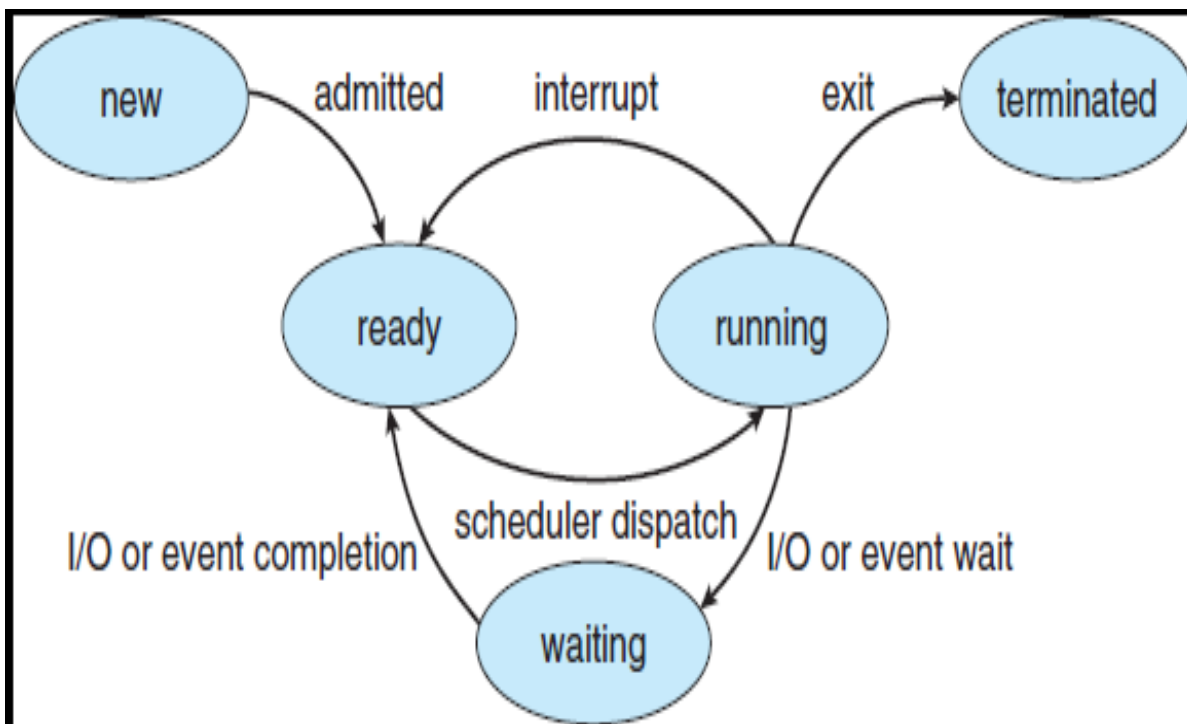 new
admitted
interrupt
exit
terminated
ready
running
scheduler dispatch
I/O or event completion
I/O or event wait
waiting